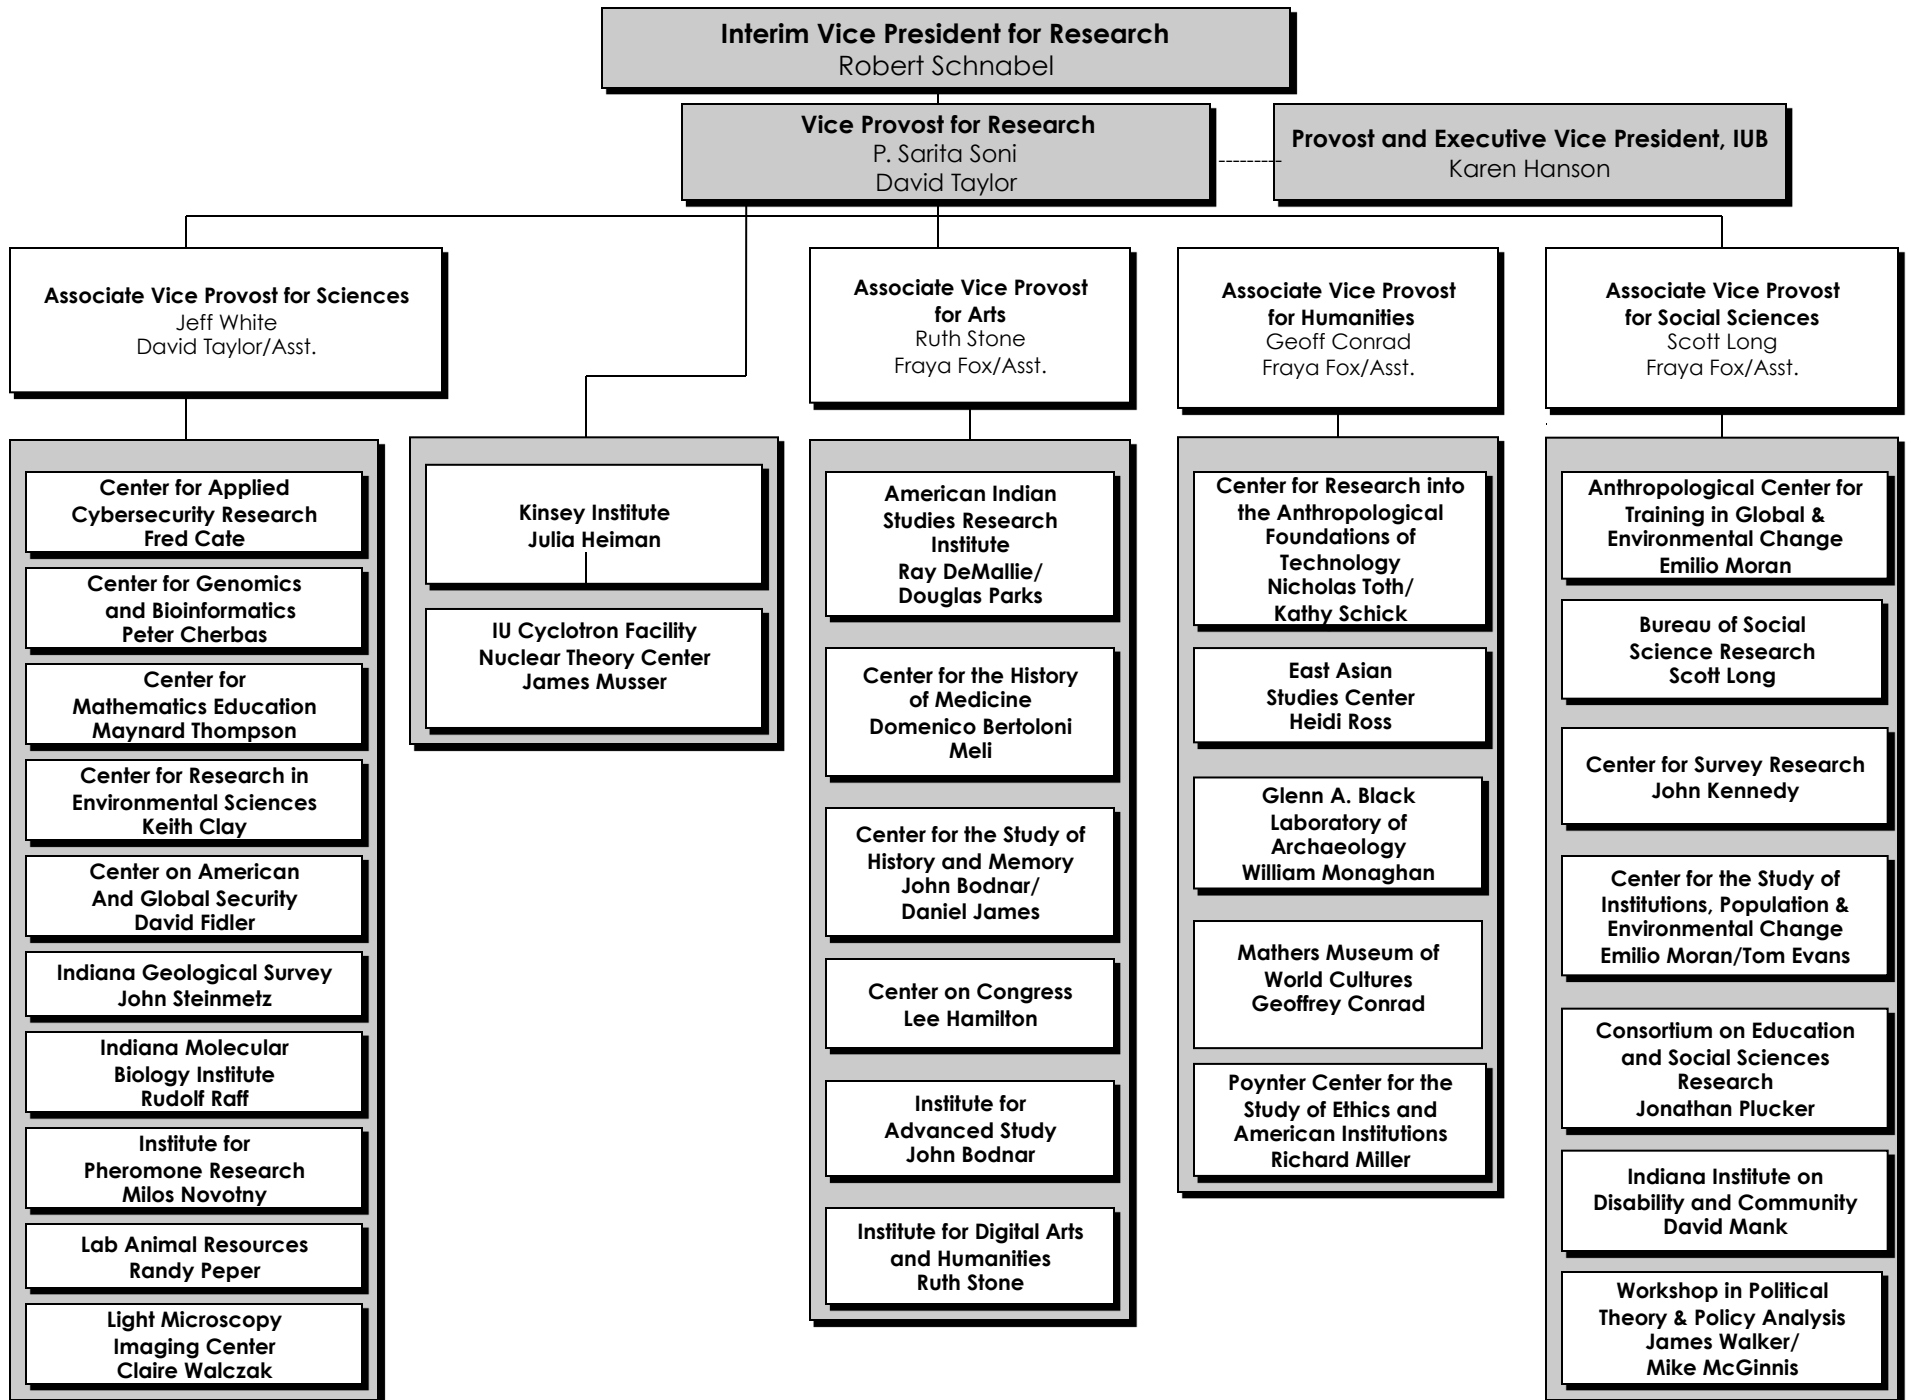 Interim Vice President for Research
Robert Schnabel
Vice Provost for Research
P. Sarita Soni
David Taylor
Provost and Executive Vice President, IUB
Karen Hanson
Associate Vice Provost for Sciences
Jeff White
David Taylor/Asst.
Associate Vice Provost
for Arts
Ruth Stone
Fraya Fox/Asst.
Associate Vice Provost
for Humanities
Geoff Conrad
Fraya Fox/Asst.
Associate Vice Provost
for Social Sciences
Scott Long
Fraya Fox/Asst.
Center for Applied
Cybersecurity Research
Fred Cate
Center for Genomics
and Bioinformatics
Peter Cherbas
Center for
Mathematics Education
Maynard Thompson
Center for Research in
Environmental Sciences
Keith Clay
Center on American
And Global Security
David Fidler
Indiana Geological Survey
John Steinmetz
Indiana Molecular
Biology Institute
Rudolf Raff
Institute for
Pheromone Research
Milos Novotny
Lab Animal Resources
Randy Peper
Light Microscopy
Imaging Center
Claire Walczak
Kinsey Institute
Julia Heiman
IU Cyclotron Facility
Nuclear Theory Center
James Musser
American Indian
Studies Research
Institute
Ray DeMallie/
Douglas Parks
Center for the History
of Medicine
Domenico Bertoloni
Meli
Center for the Study of
History and Memory
John Bodnar/
Daniel James
Center on Congress
Lee Hamilton
Institute for
Advanced Study
John Bodnar
Institute for Digital Arts
and Humanities
Ruth Stone
Center for Research into
the Anthropological
Foundations of
Technology
Nicholas Toth/
Kathy Schick
East Asian
Studies Center
Heidi Ross
Glenn A. Black
Laboratory of
Archaeology
William Monaghan
Mathers Museum of
World Cultures
Geoffrey Conrad
Poynter Center for the
Study of Ethics and
American Institutions
Richard Miller
Anthropological Center for
Training in Global &
Environmental Change
Emilio Moran
Bureau of Social
Science Research
Scott Long
Center for Survey Research
John Kennedy
Center for the Study of
Institutions, Population &
Environmental Change
Emilio Moran/Tom Evans
Consortium on Education
and Social Sciences
Research
Jonathan Plucker
Indiana Institute on
Disability and Community
David Mank
Workshop in Political
Theory & Policy Analysis
James Walker/
Mike McGinnis